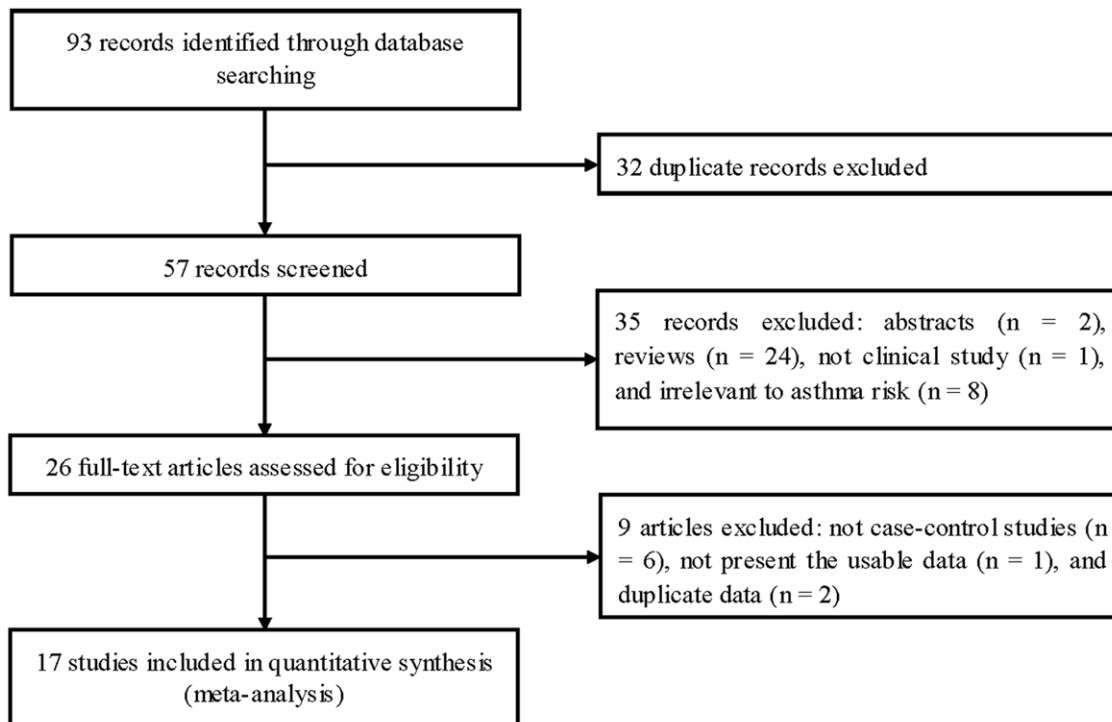 93 records identified through database
searching
32 duplicate records excluded
57 records screened
35 records excluded: abstracts (n = 2),
reviews (n = 24), not clinical study (n = 1),
and irrelevant to asthma risk (n = 8)
26 full-text articles assessed for eligibility
9 articles excluded: not case-control studies (n
= 6), not present the usable data (n = 1), and
duplicate data (n = 2)
17 studies included in quantitative synthesis
(meta-analysis)